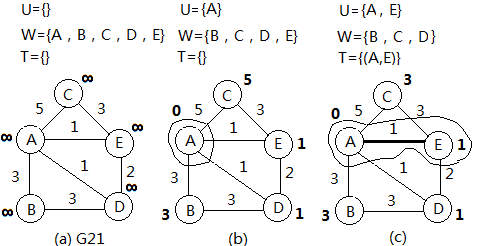 U={}
W={A , B , C , D , E}
T={}
∞
C
5
3
∞
A
1
E
∞
3
1
2
∞
B
3
D
∞
(a) G21
U={A}
W={B , C , D , E}
T={}
5
C
0
5
3
A
1
E
1
3
1
2
3
B
3
D
1
(b)
U={A , E}
W={B , C , D}
T={(A,E)}
3
C
0
5
3
A
1
E
1
3
1
2
3
B
3
D
1
(c)